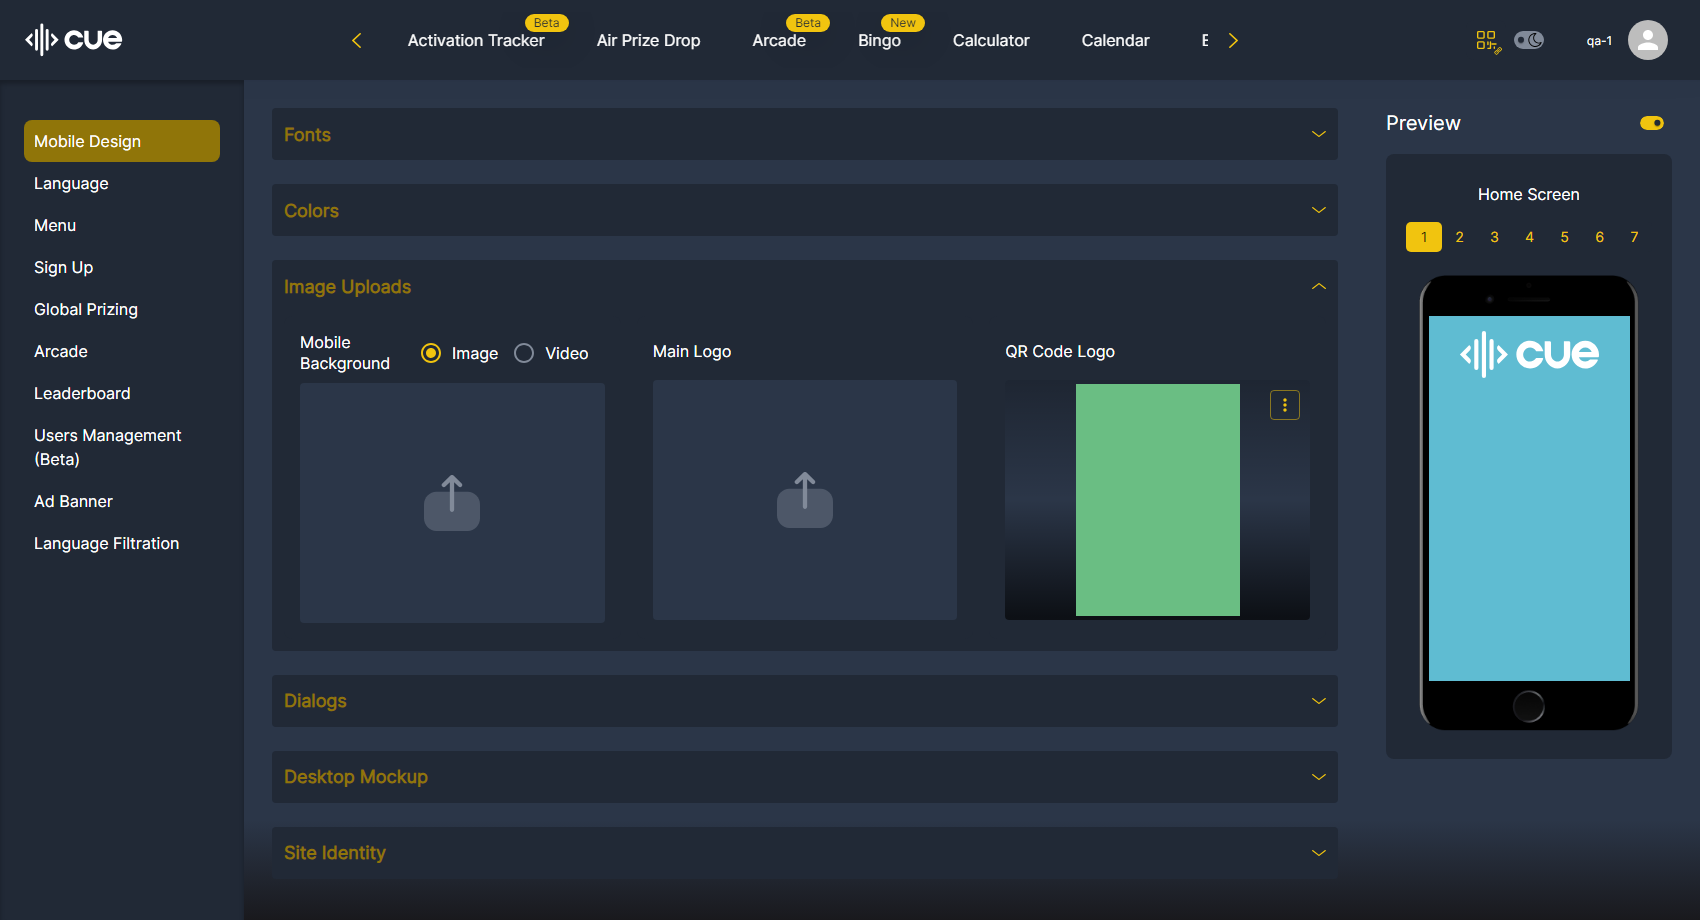 cue
Activation Tracker
Beta
Air Prize Drop
Arcade
Beta
Bingo
New
Calculator
Calendar
qa-1
Mobile Design
Language
Menu
Sign Up
Global Prizing
Arcade
Leaderboard
Users Management
(Beta)
Ad Banner
Language Filtration
Fonts
Colors
Image Uploads
Mobile
Background
Image
Video
Main Logo
QR Code Logo
Dialogs
Desktop Mockup
Site Identity
Preview
Home Screen
1 2 3 4 5 6 7
cue